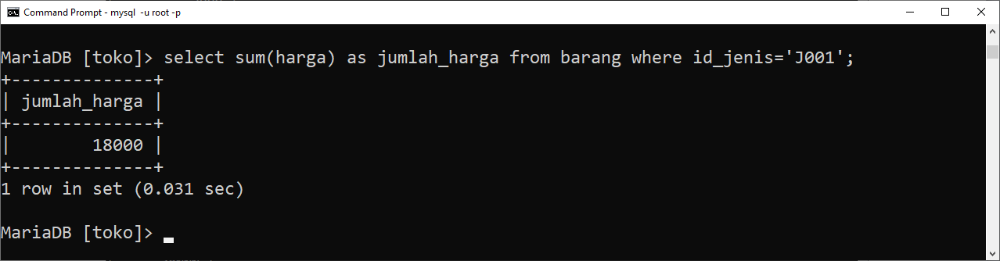 Command Prompt - mysql -u root -p
MariaDB [toko]> select sum(harga) as jumlah_harga from barang where id_jenis='J001';
+--------------+
| jumlah_harga |
+--------------+
|        18000 |
+--------------+
1 row in set (0.031 sec)
MariaDB [toko]>